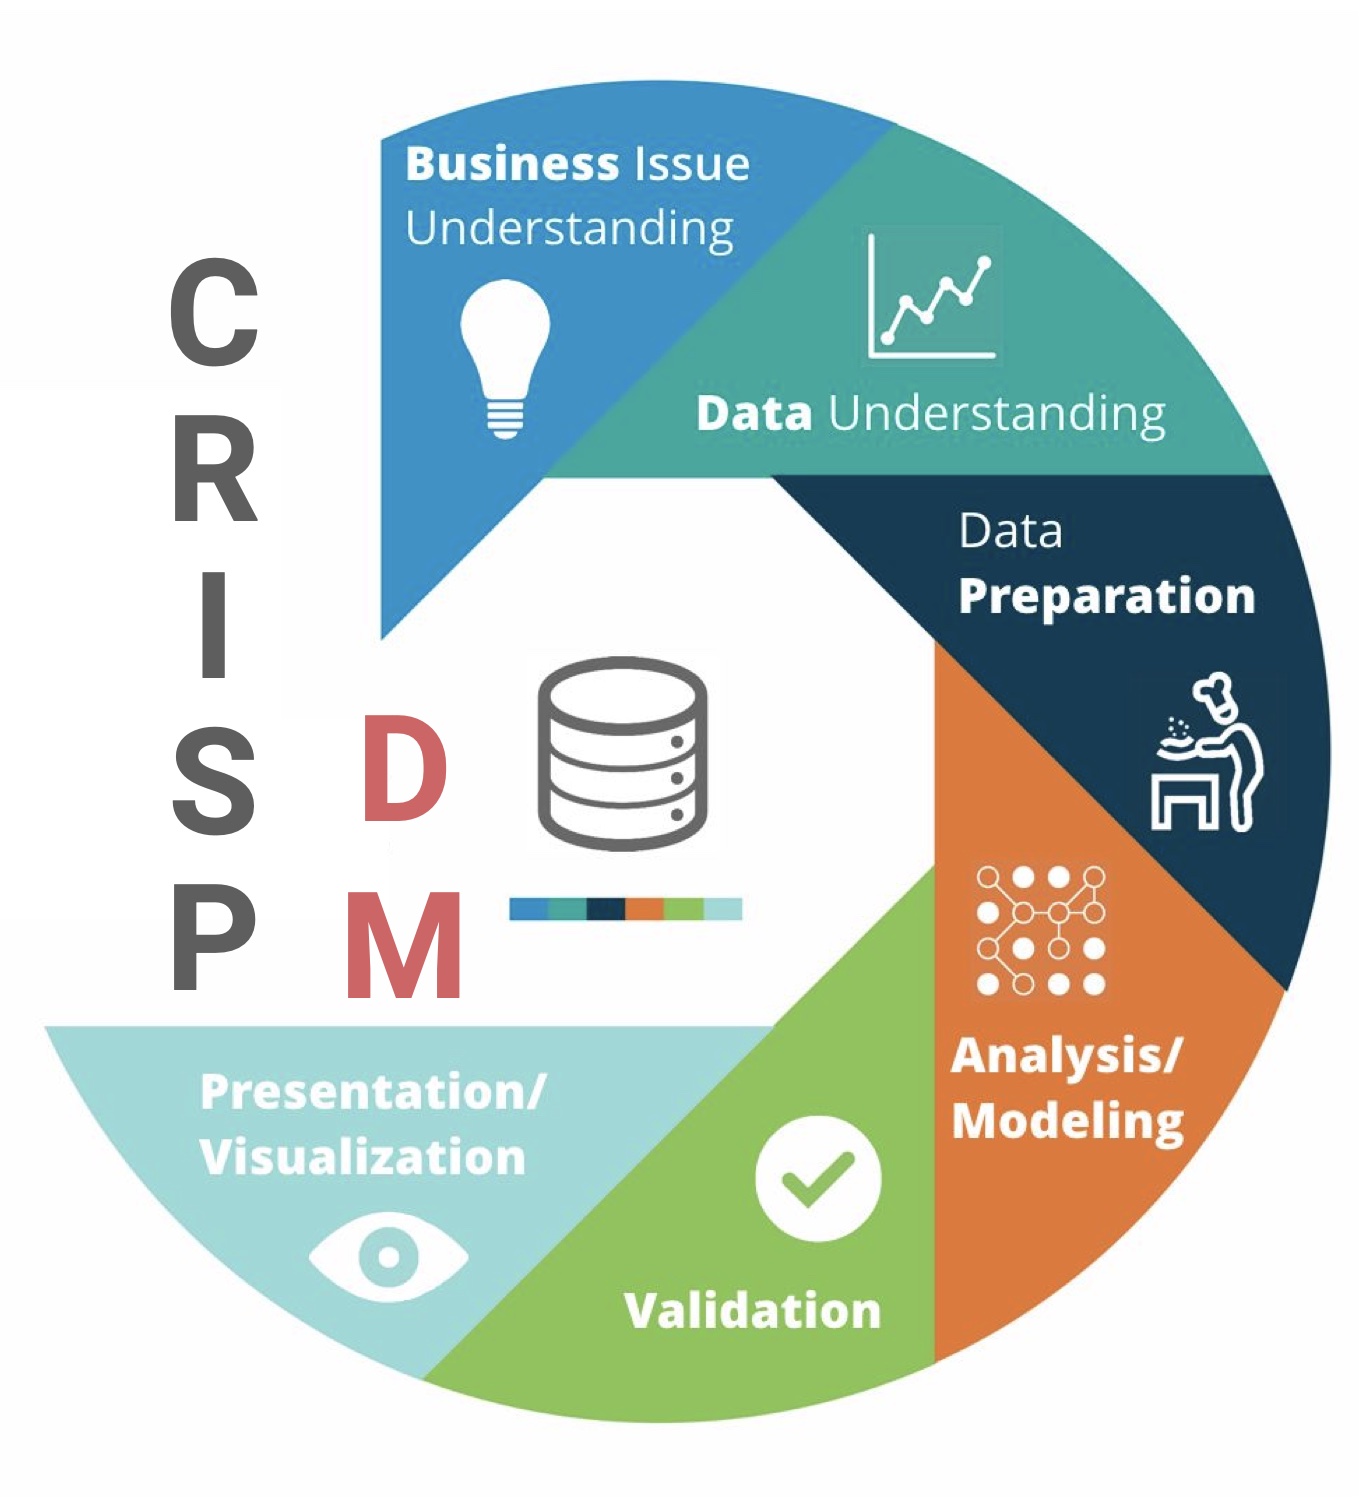 C
R
I
S
P
D
M
Business Issue
Understanding
Data Understanding
Data
Preparation
Analysis/
Modeling
Validation
Presentation/
Visualization